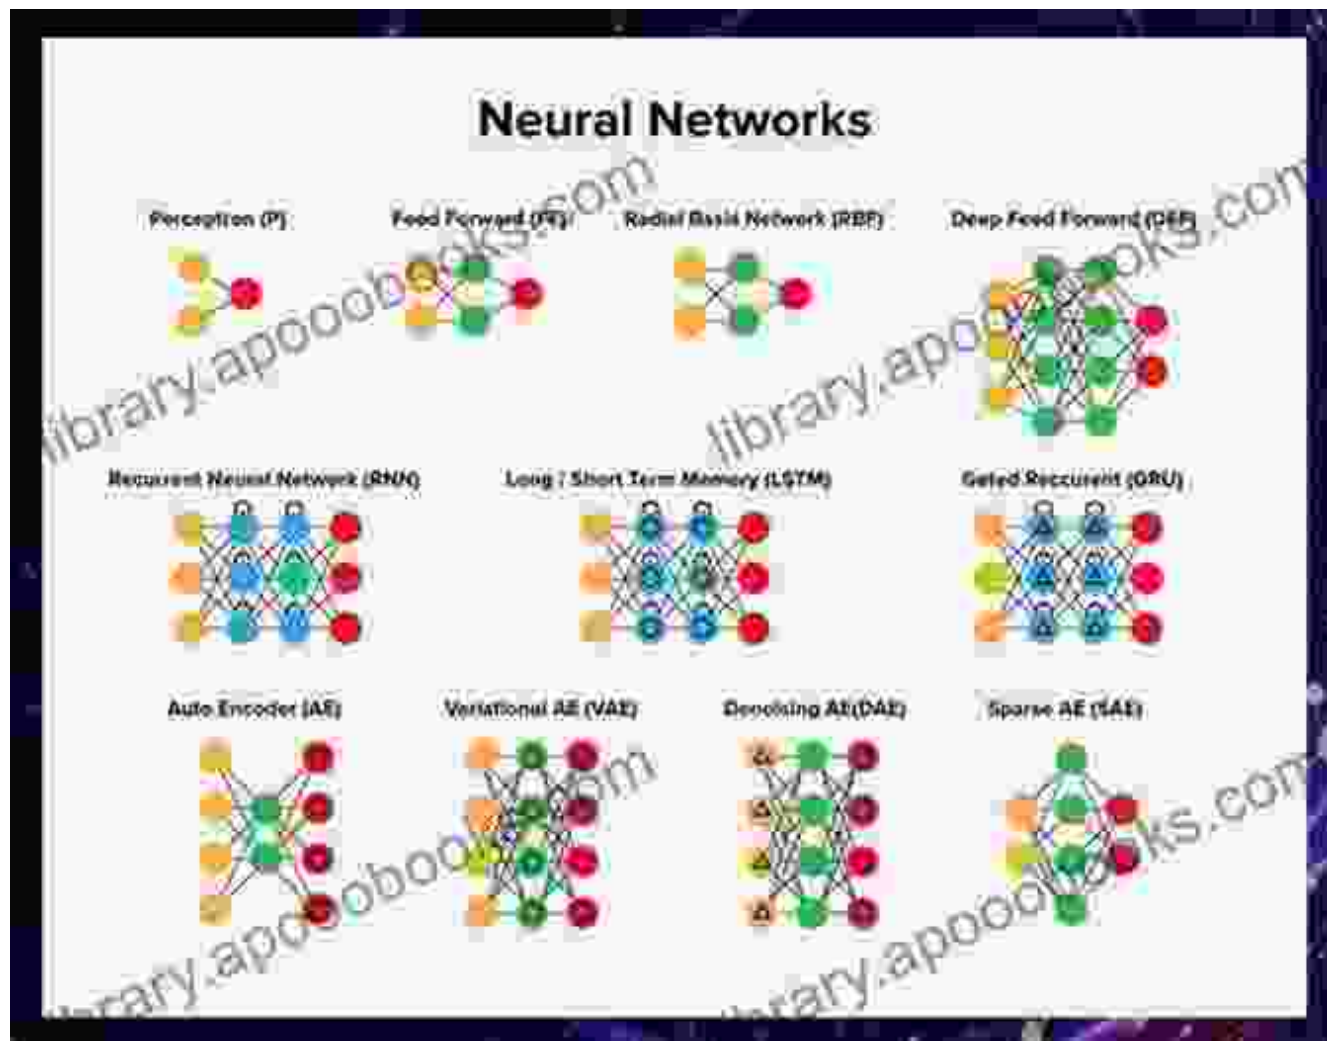 Neural Networks
Perceptron (P)
Feed Forward (FF)
Radial Basis Network (RBF)
Deep Feed Forward (DFF)
Recurrent Neural Network (RNN)
Long / Short Term Memory (LSTM)
Gated Reccurent (GRU)
Auto Encoder (AE)
Variational AE (VAE)
Denoising AE(DAE)
Sparse AE (SAE)
library.apooobooks.com
library.apooobooks.com
library.apooobooks.com
library.apooobooks.com